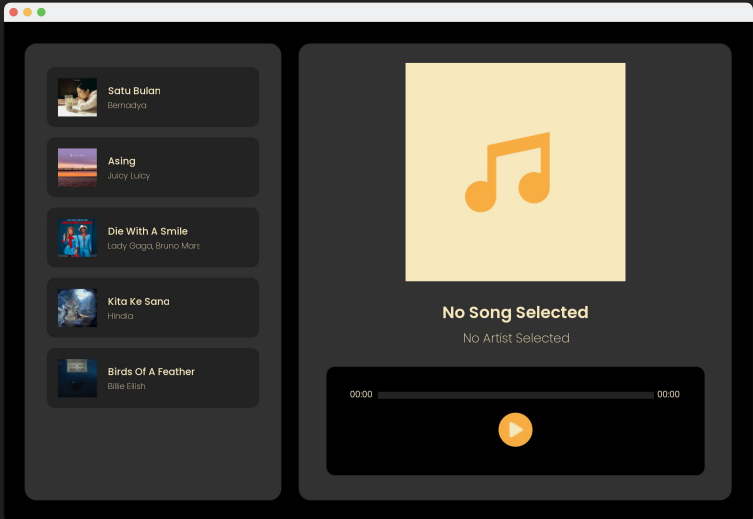 Satu Bulan
Bernadya
Asing
Juicy Luicy
Die With A Smile
Lady Gaga, Bruno Mars
Kita Ke Sana
Hindia
Birds Of A Feather
Billie Eilish
No Song Selected
No Artist Selected
00:00
00:00